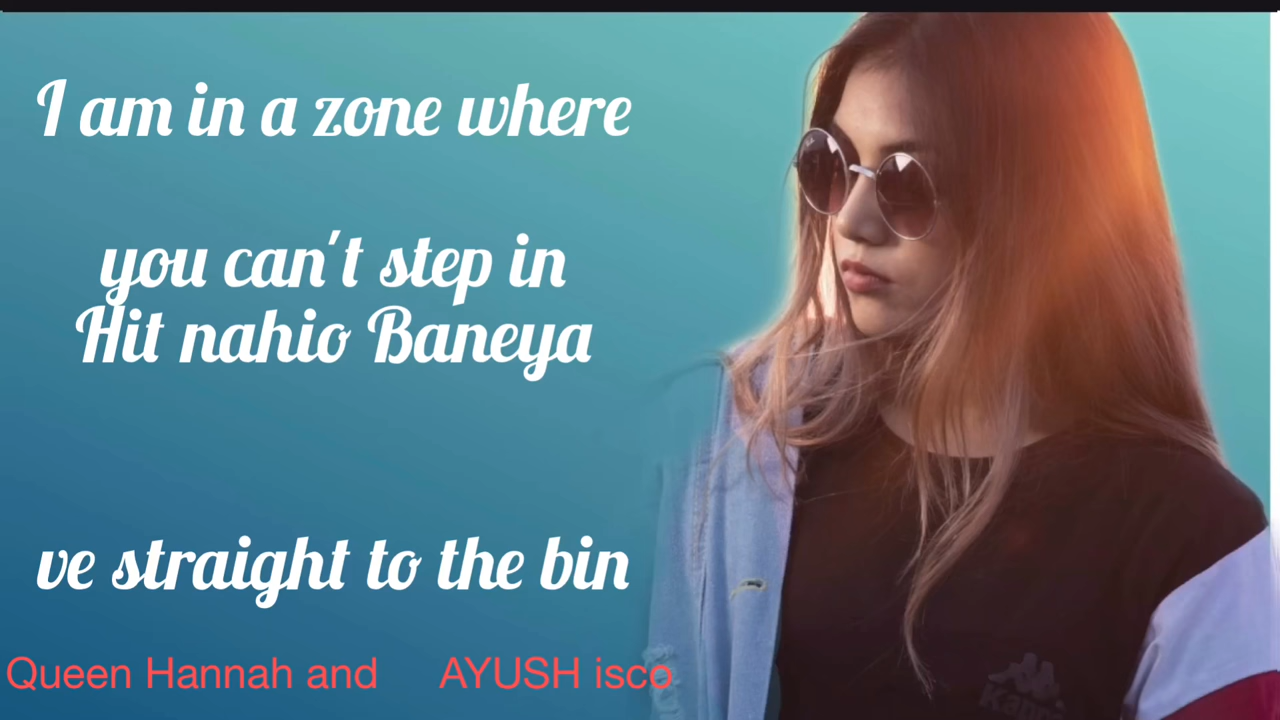 I am in a zone where
you can't step in
Hit nahio Baneya
ve straight to the bin
Queen Hannah and AYUSH isco